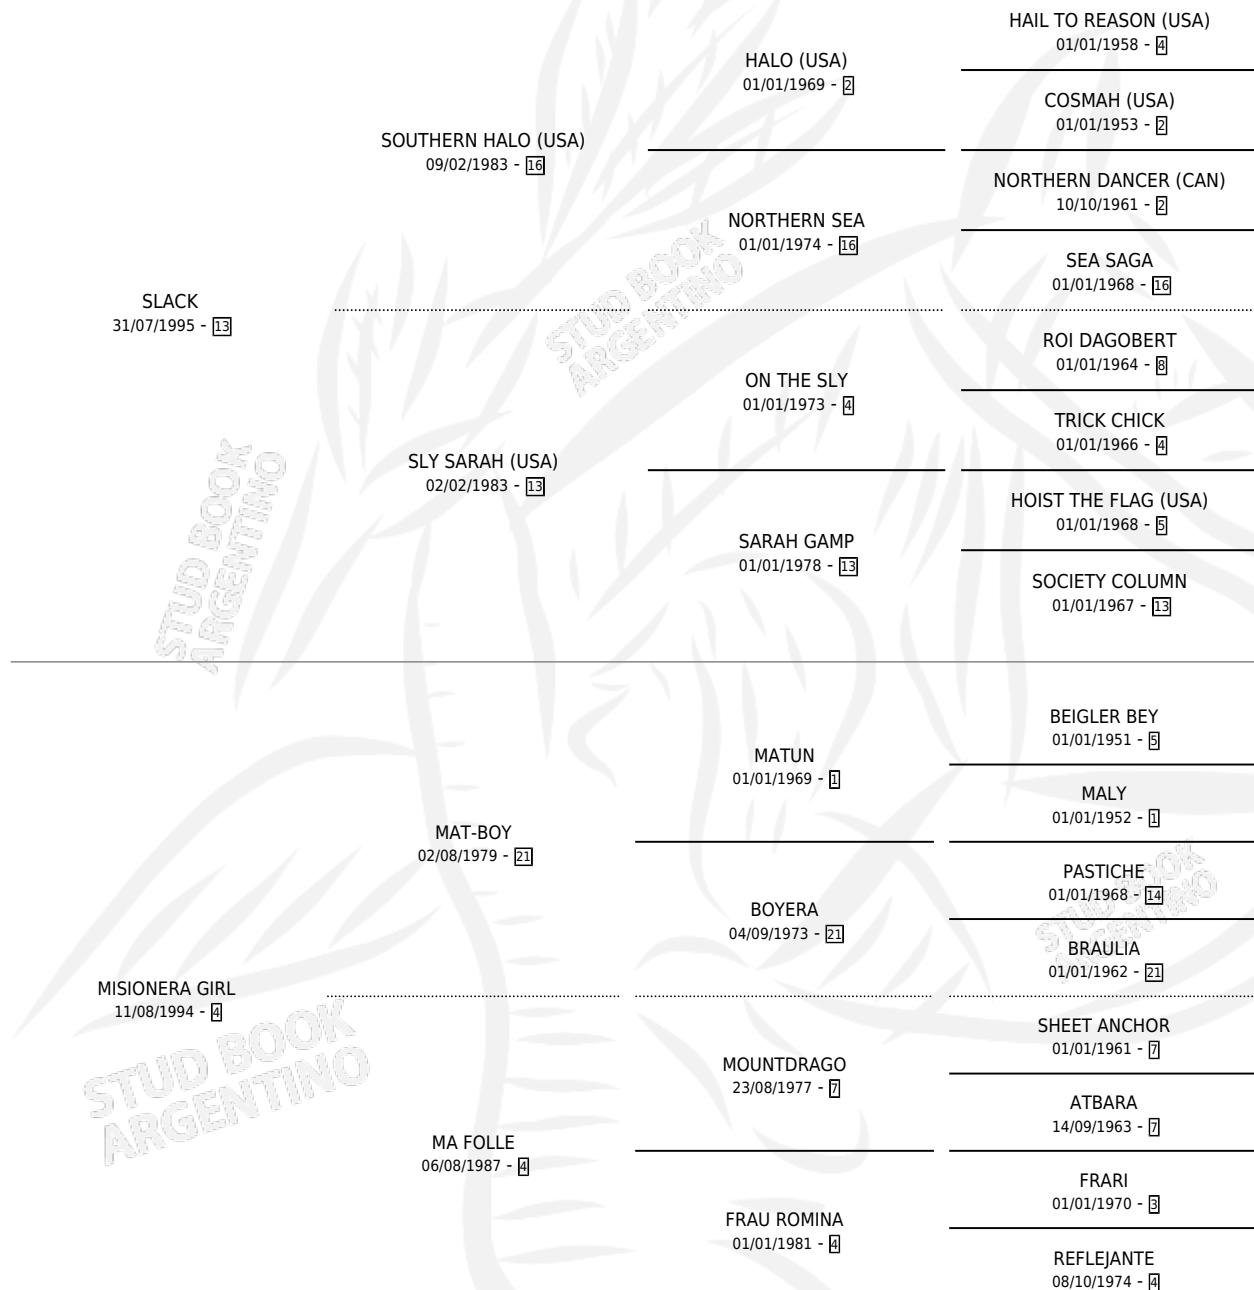 HAIL TO REASON (USA)
01/01/1958 - 4
HALO (USA)
01/01/1969 - 2
COSMAH (USA)
01/01/1953 - 2
SOUTHERN HALO (USA)
09/02/1983 - 16
NORTHERN DANCER (CAN)
10/10/1961 - 2
NORTHERN SEA
01/01/1974 - 16
SEA SAGA
01/01/1968 - 16
SLACK
31/07/1995 - 13
STUD BOOK
ARGENTINO
ROI DAGOBERT
01/01/1964 - 8
ON THE SLY
01/01/1973 - 4
TRICK CHICK
01/01/1966 - 4
SLY SARAH (USA)
02/02/1983 - 13
HOIST THE FLAG (USA)
01/01/1968 - 5
SARAH GAMP
01/01/1978 - 13
SOCIETY COLUMN
01/01/1967 - 13
STUD BOOK
ARGENTINO
BEIGLER BEY
01/01/1951 - 5
MATUN
01/01/1969 - 1
MALY
01/01/1952 - 1
MAT-BOY
02/08/1979 - 21
PASTICHE
01/01/1968 - 14
BOYERA
04/09/1973 - 21
BRAULIA
01/01/1962 - 21
STUD BOOK
ARGENTINO
MISIONERA GIRL
11/08/1994 - 4
STUD BOOK
ARGENTINO
SHEET ANCHOR
01/01/1961 - 7
MOUNTDRAGO
23/08/1977 - 7
ATBARA
14/09/1963 - 7
MA FOLLE
06/08/1987 - 4
FRARI
01/01/1970 - 3
FRAU ROMINA
01/01/1981 - 4
REFLEJANTE
08/10/1974 - 4